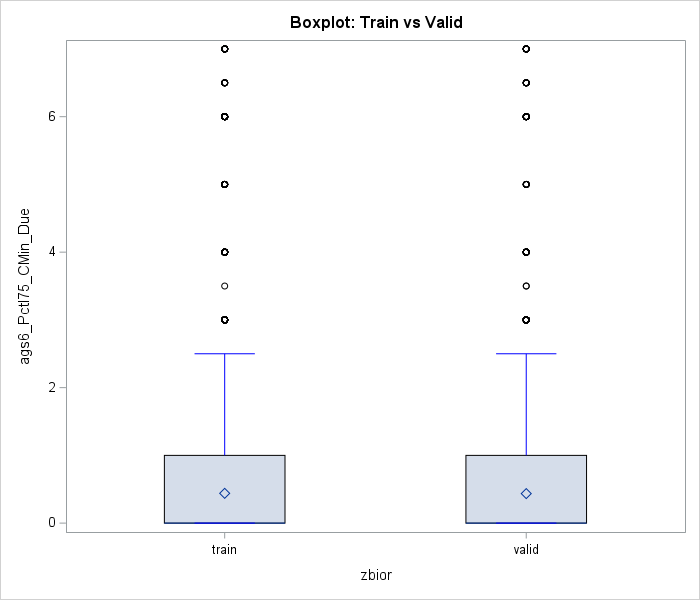 Boxplot: Train vs Valid
ags6_Pctl75_CMin_Due
6
4
2
0
train
valid
zbior